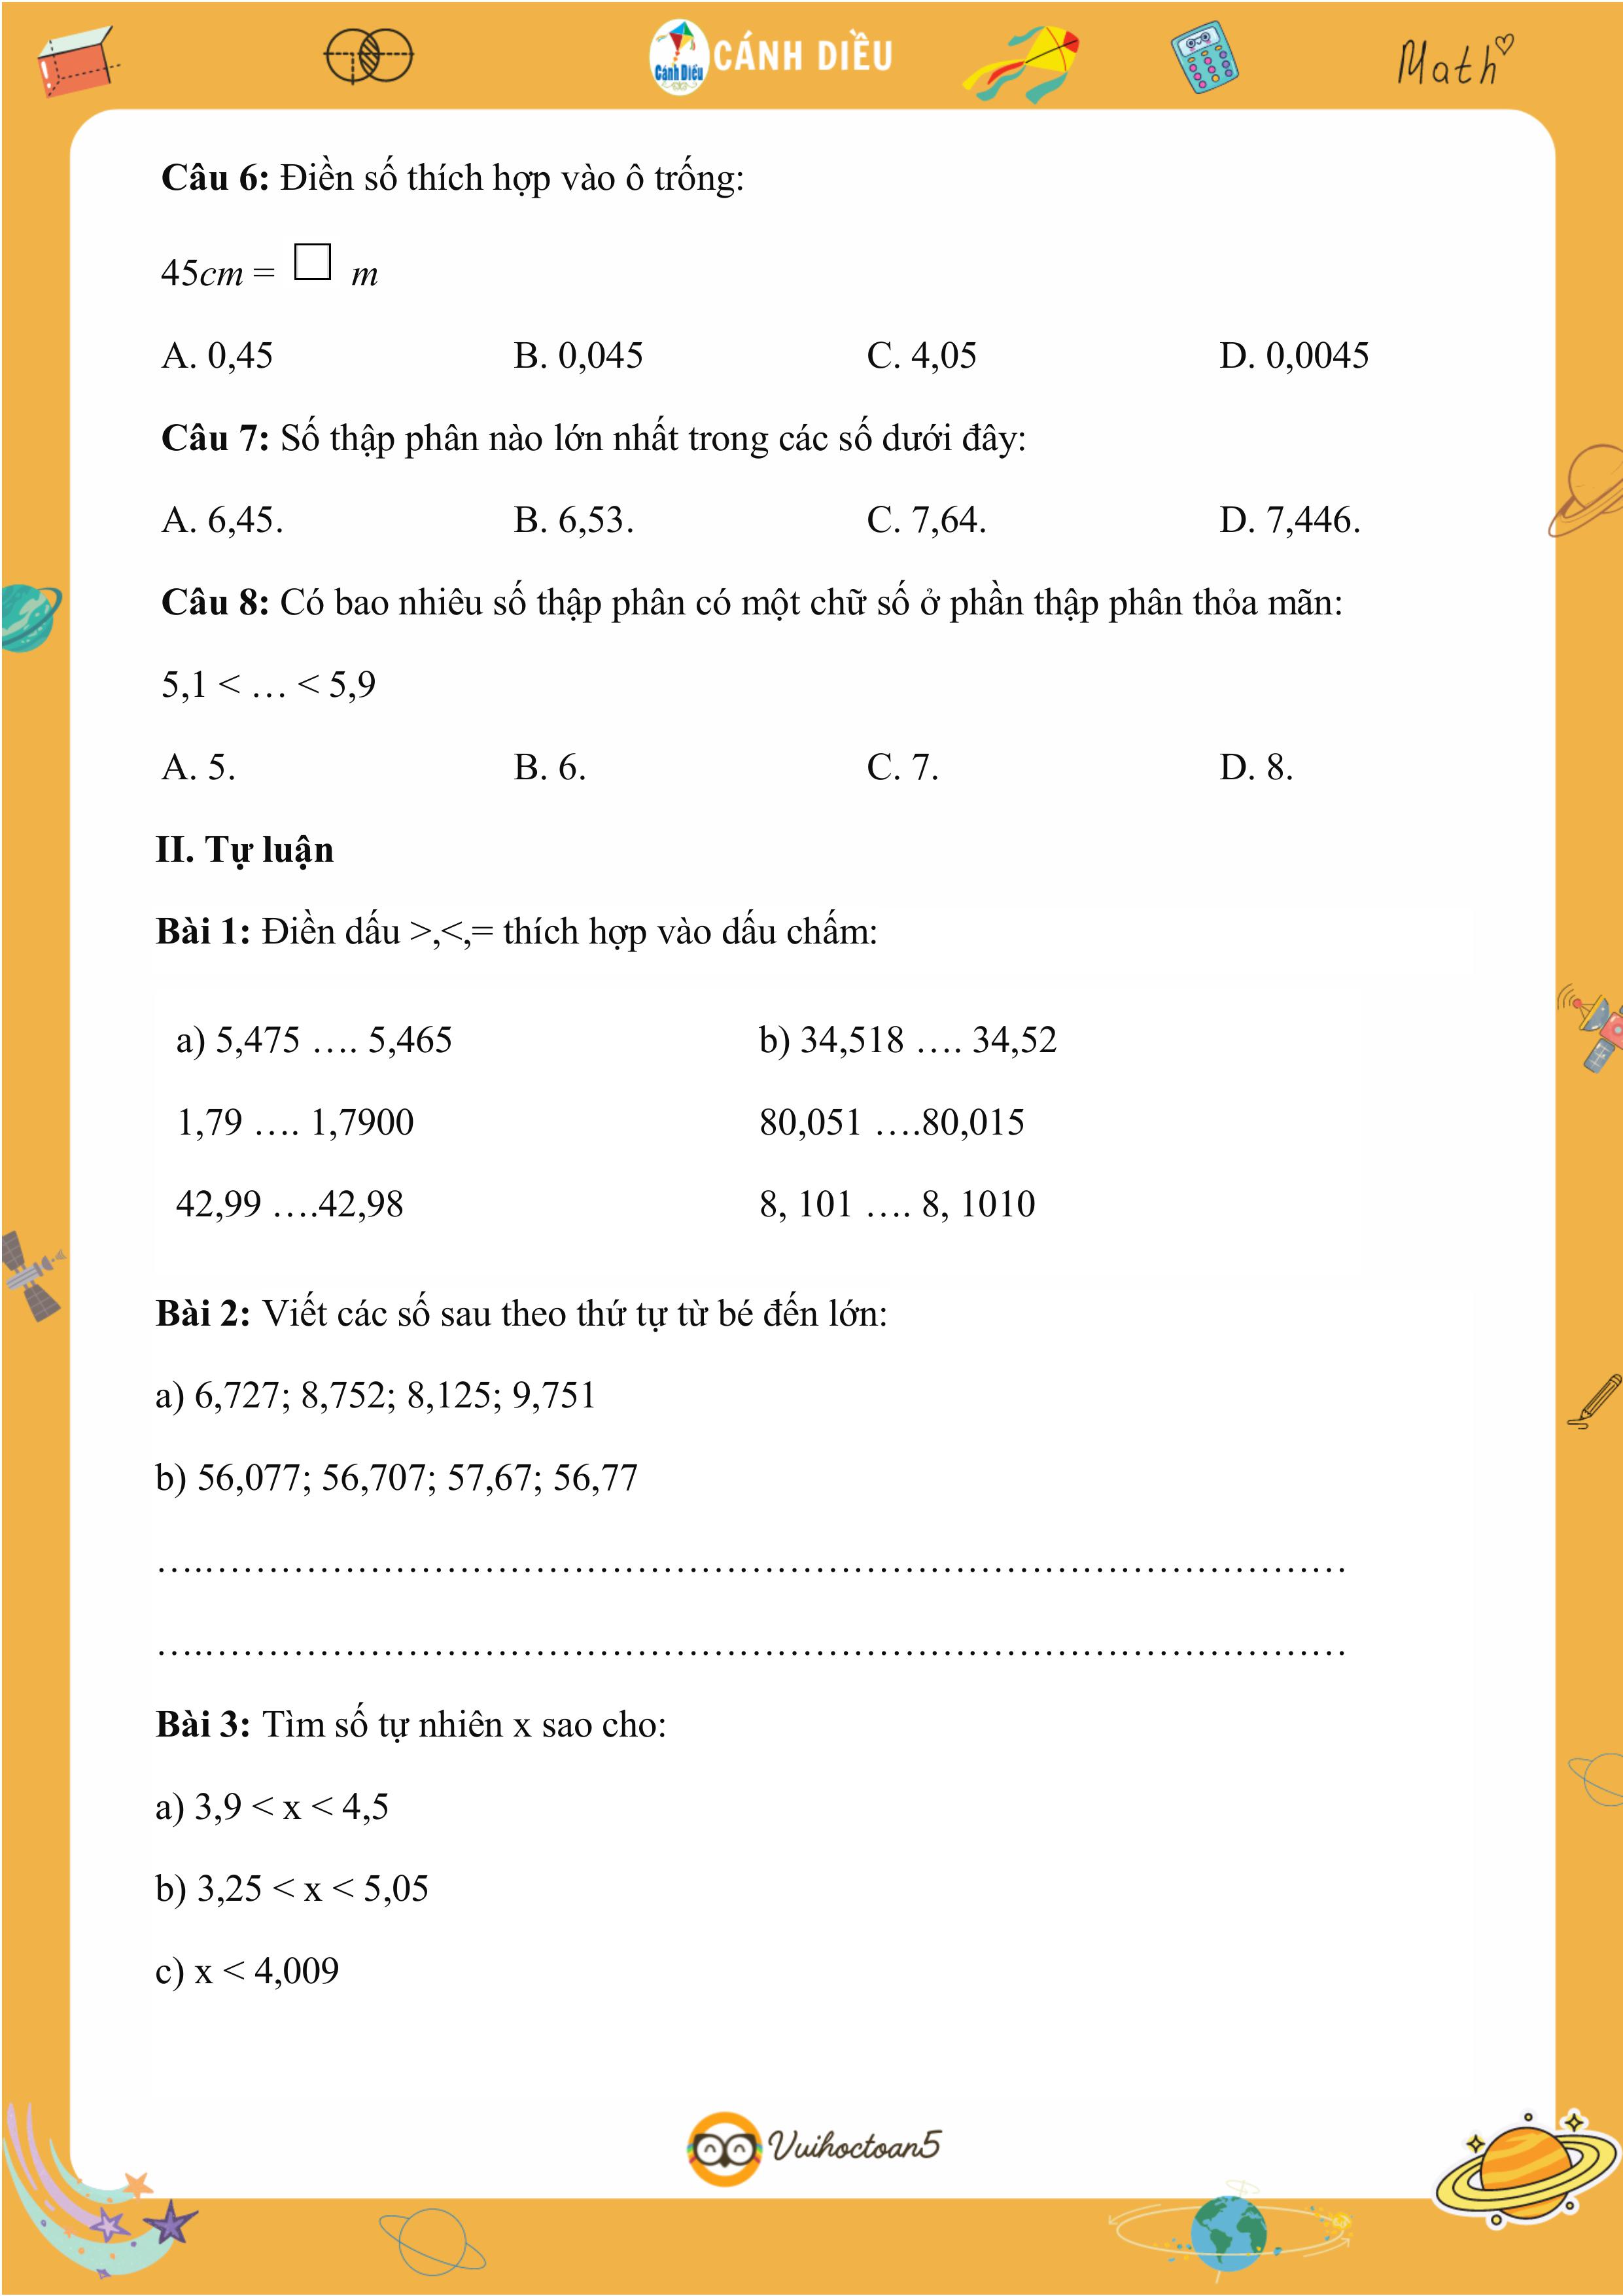 Cánh Diều CÁNH DIỀU Math
Câu 6: Điền số thích hợp vào ô trống:
45cm = □ m
A. 0,45 B. 0,045 C. 4,05 D. 0,0045
Câu 7: Số thập phân nào lớn nhất trong các số dưới đây:
A. 6,45. B. 6,53. C. 7,64. D. 7,446.
Câu 8: Có bao nhiêu số thập phân có một chữ số ở phần thập phân thỏa mãn:
5,1 < … < 5,9
A. 5. B. 6. C. 7. D. 8.
II. Tự luận
Bài 1: Điền dấu >,<,= thích hợp vào dấu chấm:
a) 5,475 …. 5,465 b) 34,518 …. 34,52
1,79 …. 1,7900 80,051 ….80,015
42,99 ….42,98 8, 101 …. 8, 1010
Bài 2: Viết các số sau theo thứ tự từ bé đến lớn:
a) 6,727; 8,752; 8,125; 9,751
b) 56,077; 56,707; 57,67; 56,77
………………………………………………………………………………
………………………………………………………………………………
Bài 3: Tìm số tự nhiên x sao cho:
a) 3,9 < x < 4,5
b) 3,25 < x < 5,05
c) x < 4,009
Vuihoctoan5